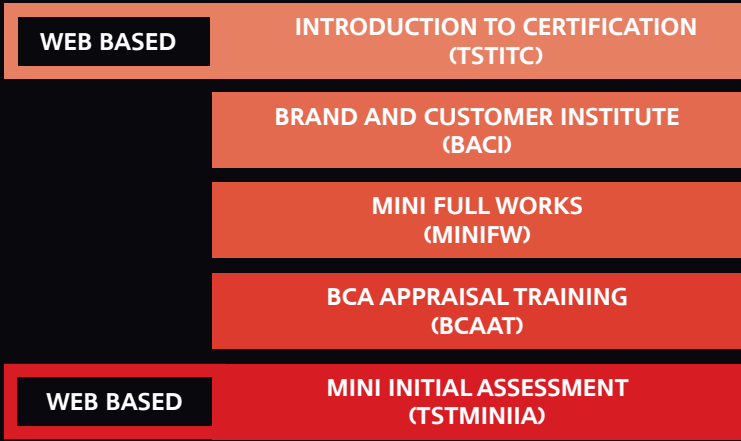 WEB BASED
INTRODUCTION TO CERTIFICATION
(TSTITC)
BRAND AND CUSTOMER INSTITUTE
(BACI)
MINI FULL WORKS
(MINIFW)
BCA APPRAISAL TRAINING
(BCAAT)
WEB BASED
MINI INITIAL ASSESSMENT
(TSTMINIIA)